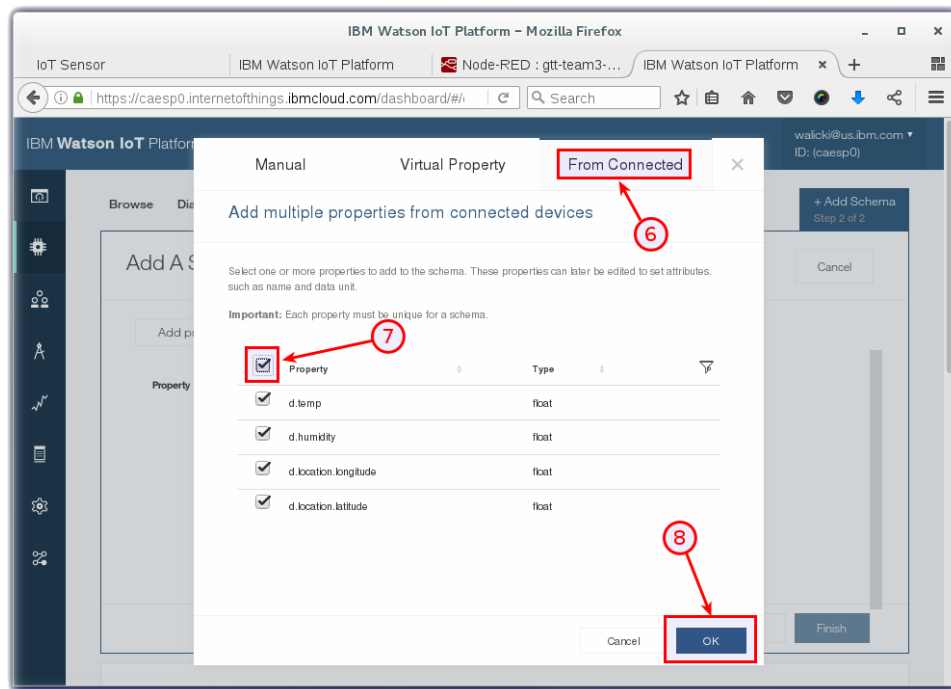 IBM Watson IoT Platform - Mozilla Firefox
IoT Sensor
IBM Watson IoT Platform
Node-RED : gtt-team3-...
IBM Watson IoT Platform
https://caesp0.internetofthings.ibmcloud.com/dashboard/#/
Search
IBM Watson IoT Platfor
walicki@us.ibm.com
ID: (caesp0)
Manual
Virtual Property
From Connected
6
Browse
Dia
+ Add Schema
Step 2 of 2
Add multiple properties from connected devices
Add A S
Cancel
Select one or more properties to add to the schema. These properties can later be edited to set attributes,
such as name and data unit.
Important: Each property must be unique for a schema.
7
Add pr
Property
Property
Type
d.temp
float
d.humidity
float
d.location.longitude
float
d.location.latitude
float
8
Cancel
OK
Finish